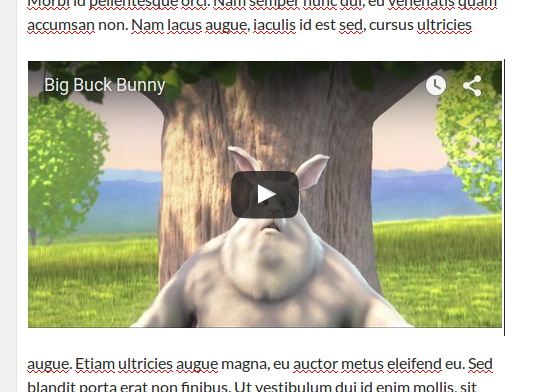 Morbi id pellentesque orci. Nam semper nunc dui, eu venenatis quam
accumsan non. Nam lacus augue, iaculis id est sed, cursus ultricies
Big Buck Bunny
augue. Etiam ultricies augue magna, eu auctor metus eleifend eu. Sed
blandit porta erat non finibus. Ut vestibulum dui id enim mollis, sit